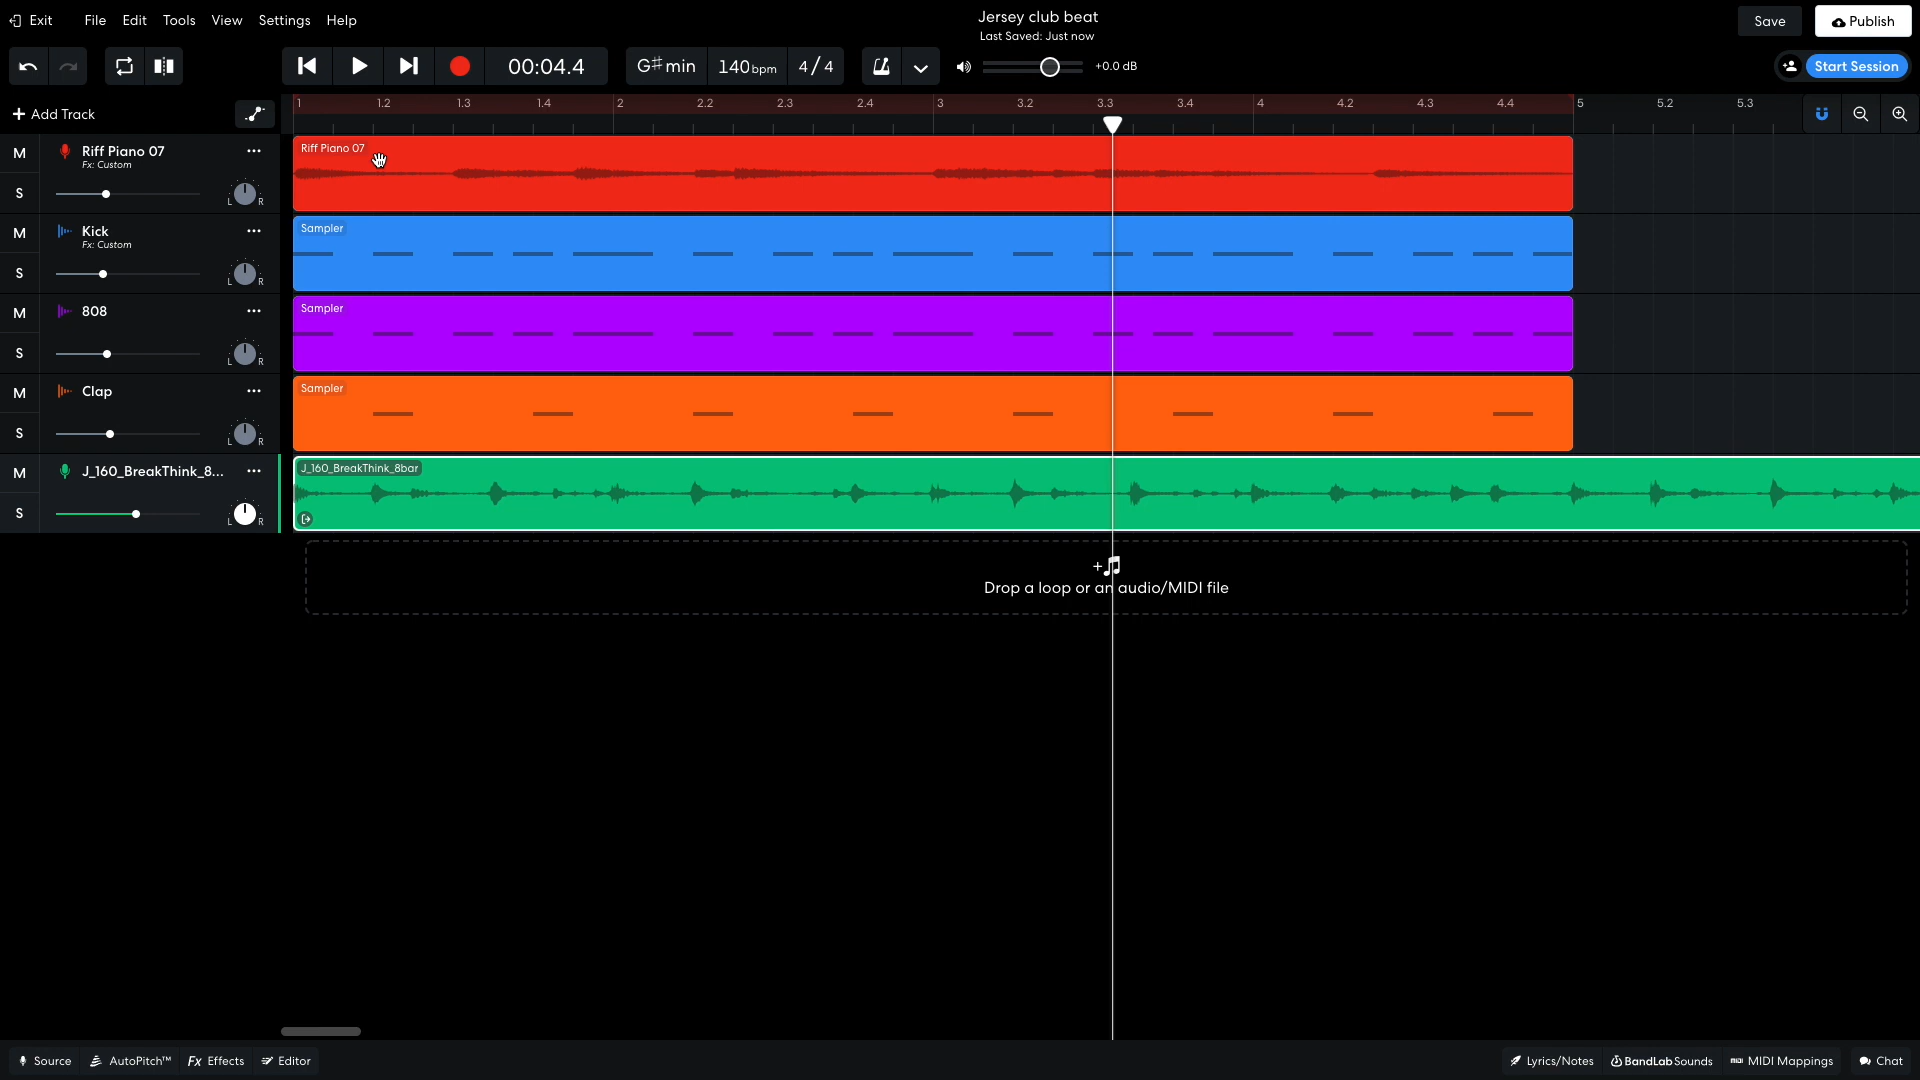 Exit File Edit Tools View Settings Help
Jersey club beat
Last Saved: Just now
Save Publish
00:04.4 G# min 140bpm 4/4 +0.0 dB Start Session
+ Add Track
1 1.2 1.3 1.4 2 2.2 2.3 2.4 3 3.2 3.3 3.4 4 4.2 4.3 4.4 5 5.2 5.3
M Riff Piano 07 ...
Fx: Custom
S L R
Riff Piano 07
M Kick ...
Fx: Custom
S L R
Sampler
M 808 ...
S L R
Sampler
M Clap ...
S L R
Sampler
M J_160_BreakThink_8... ...
S L R
J_160_BreakThink_8bar
Drop a loop or an audio/MIDI file
Source AutoPitch™ Fx Effects Editor Lyrics/Notes BandLab Sounds MIDI Mappings Chat